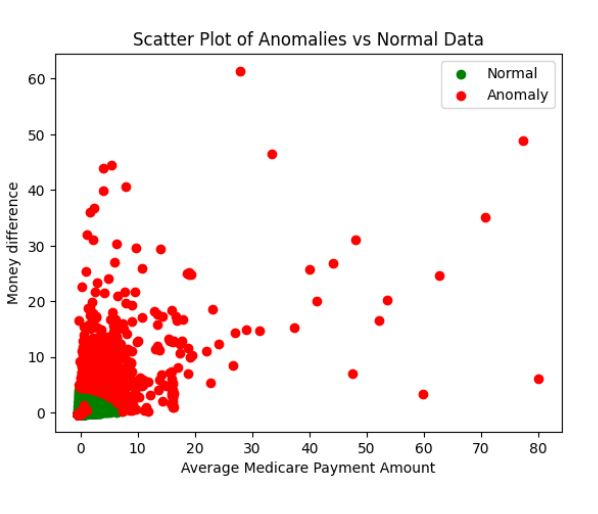 Scatter Plot of Anomalies vs Normal Data
Normal
Anomaly
60
50
40
30
20
10
0
Money difference
0 10 20 30 40 50 60 70 80
Average Medicare Payment Amount